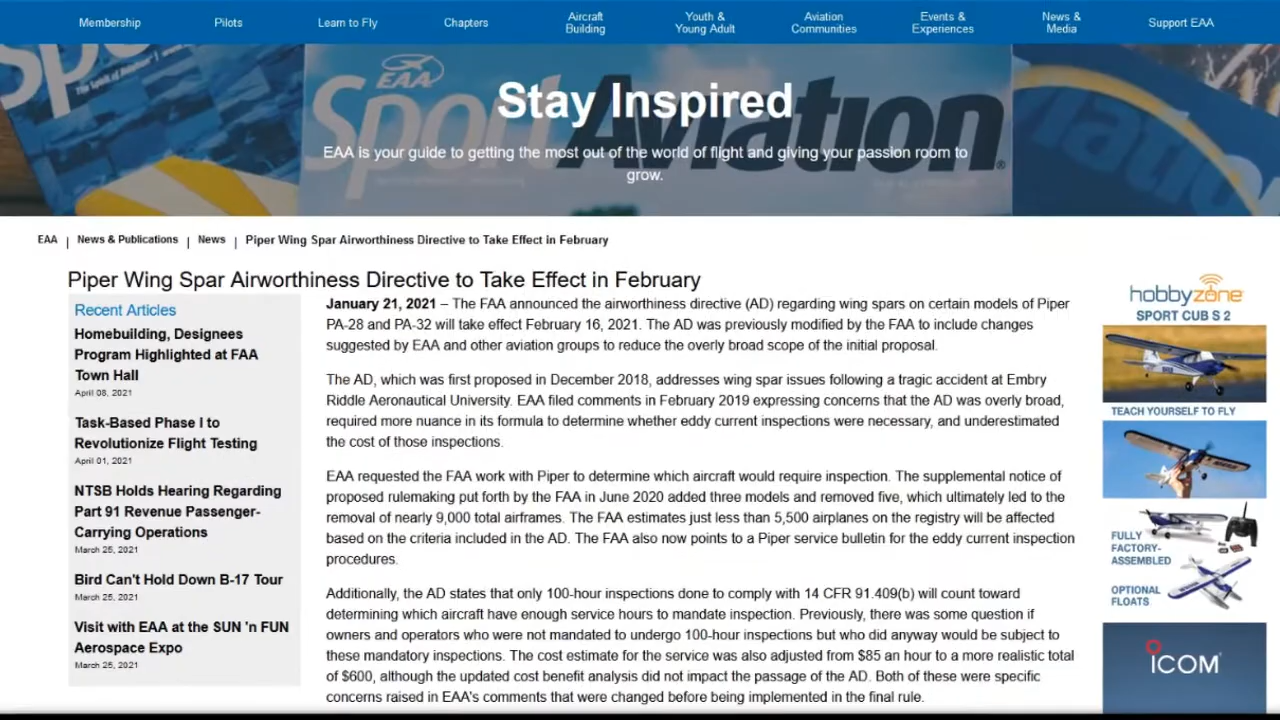 Membership
Pilots
Learn to Fly
Chapters
Aircraft
Building
Youth &
Young Adult
Aviation
Communities
Events &
Experiences
News &
Media
Support EAA
EAA
Sport Aviation
Stay Inspired
EAA is your guide to getting the most out of the world of flight and giving your passion room to
grow.
EAA | News & Publications | News | Piper Wing Spar Airworthiness Directive to Take Effect in February
Piper Wing Spar Airworthiness Directive to Take Effect in February
Recent Articles
Homebuilding, Designees
Program Highlighted at FAA
Town Hall
April 08, 2021
Task-Based Phase I to
Revolutionize Flight Testing
April 01, 2021
NTSB Holds Hearing Regarding
Part 91 Revenue Passenger-
Carrying Operations
March 25, 2021
Bird Can't Hold Down B-17 Tour
March 25, 2021
Visit with EAA at the SUN 'n FUN
Aerospace Expo
March 25, 2021
January 21, 2021 – The FAA announced the airworthiness directive (AD) regarding wing spars on certain models of Piper
PA-28 and PA-32 will take effect February 16, 2021. The AD was previously modified by the FAA to include changes
suggested by EAA and other aviation groups to reduce the overly broad scope of the initial proposal.
The AD, which was first proposed in December 2018, addresses wing spar issues following a tragic accident at Embry
Riddle Aeronautical University. EAA filed comments in February 2019 expressing concerns that the AD was overly broad,
required more nuance in its formula to determine whether eddy current inspections were necessary, and underestimated
the cost of those inspections.
EAA requested the FAA work with Piper to determine which aircraft would require inspection. The supplemental notice of
proposed rulemaking put forth by the FAA in June 2020 added three models and removed five, which ultimately led to the
removal of nearly 9,000 total airframes. The FAA estimates just less than 5,500 airplanes on the registry will be affected
based on the criteria included in the AD. The FAA also now points to a Piper service bulletin for the eddy current inspection
procedures.
Additionally, the AD states that only 100-hour inspections done to comply with 14 CFR 91.409(b) will count toward
determining which aircraft have enough service hours to mandate inspection. Previously, there was some question if
owners and operators who were not mandated to undergo 100-hour inspections but who did anyway would be subject to
these mandatory inspections. The cost estimate for the service was also adjusted from $85 an hour to a more realistic total
of $600, although the updated cost benefit analysis did not impact the passage of the AD. Both of these were specific
concerns raised in EAA's comments that were changed before being implemented in the final rule.
hobbyzone
SPORT CUB S 2
TEACH YOURSELF TO FLY
FULLY
FACTORY-
ASSEMBLED
OPTIONAL
FLOATS
ICOM